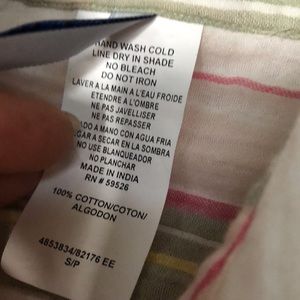 HAND WASH COLD
LINE DRY IN SHADE
NO BLEACH
DO NOT IRON
LAVER A LA MAIN A L'EAU FROIDE
ETENDRE A L'OMBRE
NE PAS JAVELLISER
NE PAS REPASSER
A MANO CON AGUA FRIA
A SECAR EN LA SOMBRA
NO USE BLANQUEADOR
NO PLANCHAR
MADE IN INDIA
RN # 59526
100% COTTON/COTON/
ALGODON
4853834/82176 EE
S/P